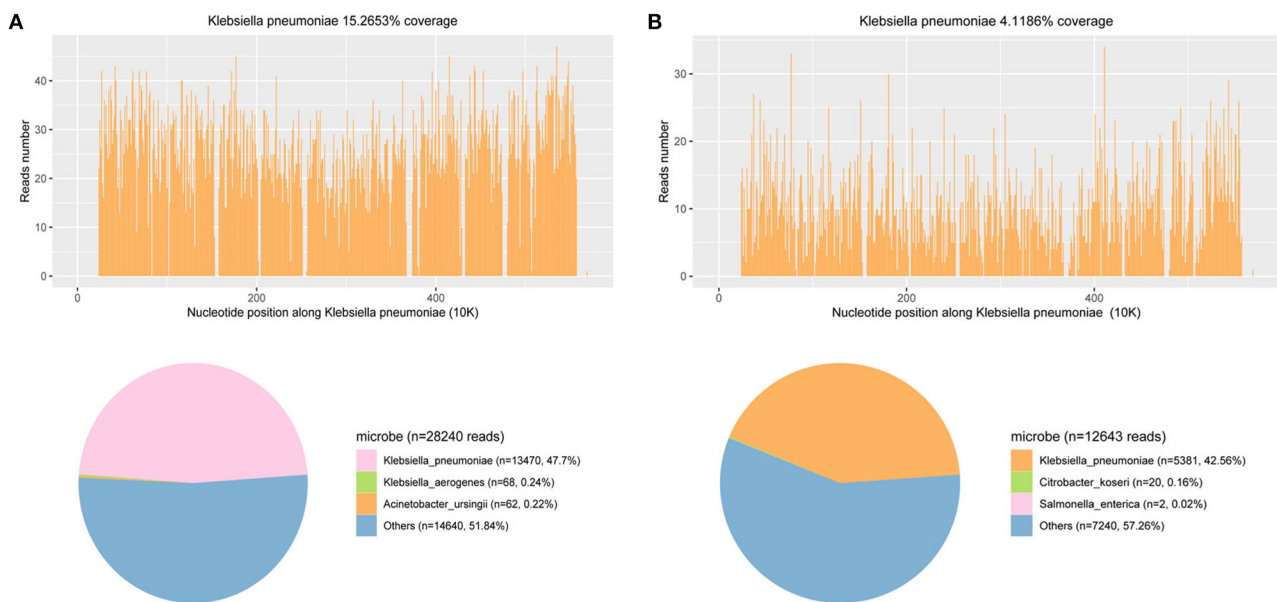 A
Klebsiella pneumoniae 15.2653% coverage
Reads number
40
30
20
10
0
0
200
400
Nucleotide position along Klebsiella pneumoniae (10K)
microbe (n=28240 reads)
Klebsiella_pneumoniae (n=13470, 47.7%)
Klebsiella_aerogenes (n=68, 0.24%)
Acinetobacter_ursingii (n=62, 0.22%)
Others (n=14640, 51.84%)
B
Klebsiella pneumoniae 4.1186% coverage
Reads number
30
20
10
0
0
200
400
Nucleotide position along Klebsiella pneumoniae (10K)
microbe (n=12643 reads)
Klebsiella_pneumoniae (n=5381, 42.56%)
Citrobacter_koseri (n=20, 0.16%)
Salmonella_enterica (n=2, 0.02%)
Others (n=7240, 57.26%)